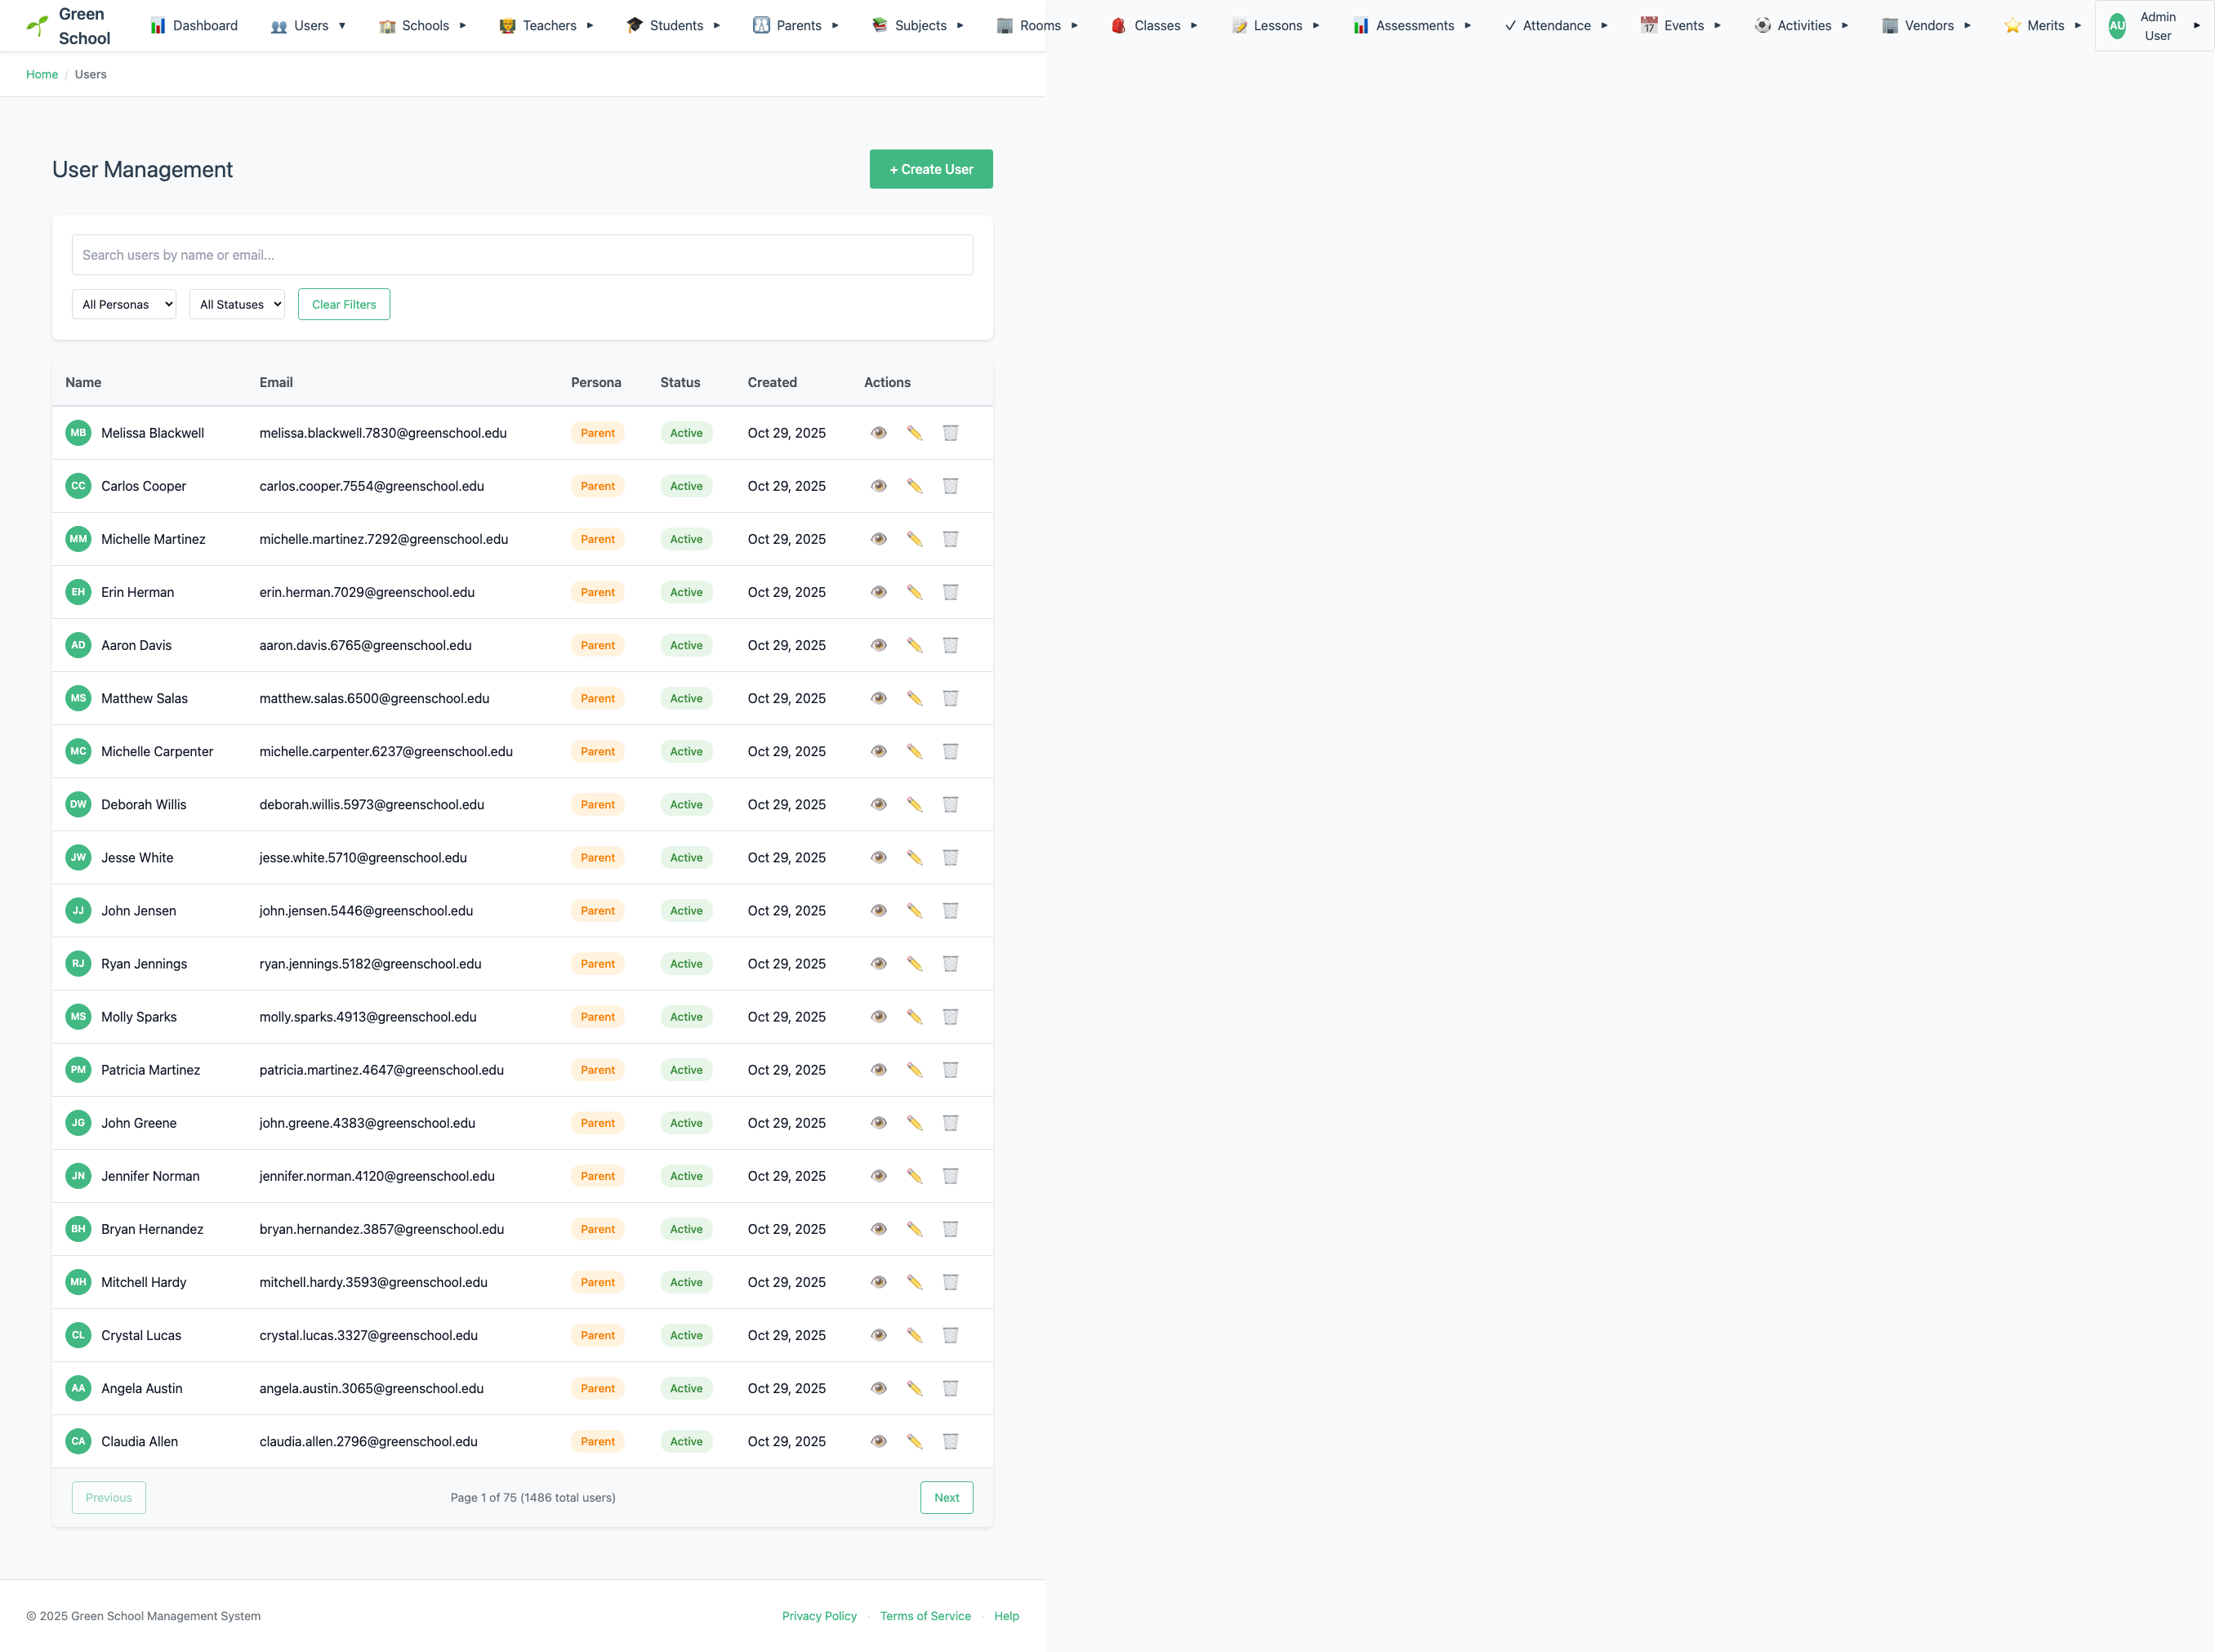 Green School
Dashboard
Users ▼
Schools ►
Teachers ►
Students ►
Parents ►
Subjects ►
Rooms ►
Classes ►
Lessons ►
Assessments ►
✓ Attendance ►
Events ►
Activities ►
Vendors ►
Merits ►
AU Admin User ►
Home / Users
User Management
+ Create User
Search users by name or email...
All Personas
All Statuses
Clear Filters
Name Email Persona Status Created Actions
MB Melissa Blackwell melissa.blackwell.7830@greenschool.edu Parent Active Oct 29, 2025
CC Carlos Cooper carlos.cooper.7554@greenschool.edu Parent Active Oct 29, 2025
MM Michelle Martinez michelle.martinez.7292@greenschool.edu Parent Active Oct 29, 2025
EH Erin Herman erin.herman.7029@greenschool.edu Parent Active Oct 29, 2025
AD Aaron Davis aaron.davis.6765@greenschool.edu Parent Active Oct 29, 2025
MS Matthew Salas matthew.salas.6500@greenschool.edu Parent Active Oct 29, 2025
MC Michelle Carpenter michelle.carpenter.6237@greenschool.edu Parent Active Oct 29, 2025
DW Deborah Willis deborah.willis.5973@greenschool.edu Parent Active Oct 29, 2025
JW Jesse White jesse.white.5710@greenschool.edu Parent Active Oct 29, 2025
JJ John Jensen john.jensen.5446@greenschool.edu Parent Active Oct 29, 2025
RJ Ryan Jennings ryan.jennings.5182@greenschool.edu Parent Active Oct 29, 2025
MS Molly Sparks molly.sparks.4913@greenschool.edu Parent Active Oct 29, 2025
PM Patricia Martinez patricia.martinez.4647@greenschool.edu Parent Active Oct 29, 2025
JG John Greene john.greene.4383@greenschool.edu Parent Active Oct 29, 2025
JN Jennifer Norman jennifer.norman.4120@greenschool.edu Parent Active Oct 29, 2025
BH Bryan Hernandez bryan.hernandez.3857@greenschool.edu Parent Active Oct 29, 2025
MH Mitchell Hardy mitchell.hardy.3593@greenschool.edu Parent Active Oct 29, 2025
CL Crystal Lucas crystal.lucas.3327@greenschool.edu Parent Active Oct 29, 2025
AA Angela Austin angela.austin.3065@greenschool.edu Parent Active Oct 29, 2025
CA Claudia Allen claudia.allen.2796@greenschool.edu Parent Active Oct 29, 2025
Previous
Page 1 of 75 (1486 total users)
Next
© 2025 Green School Management System
Privacy Policy · Terms of Service · Help